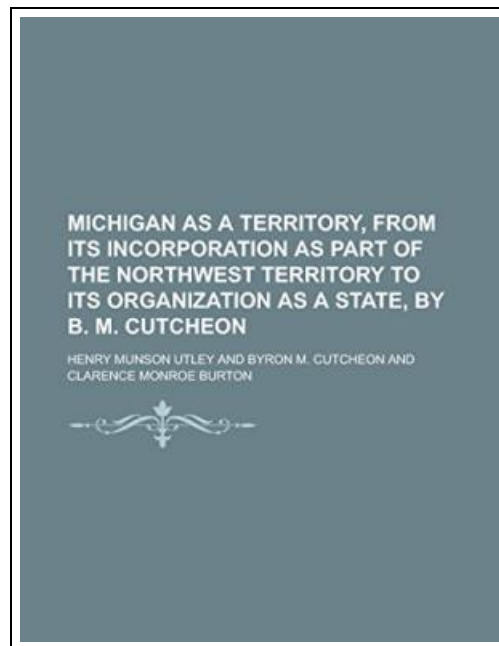 MICHIGAN AS A TERRITORY, FROM
ITS INCORPORATION AS PART OF
THE NORTHWEST TERRITORY TO
ITS ORGANIZATION AS A STATE, BY
B. M. CUTCHEON
HENRY MUNSON UTLEY AND BYRON M. CUTCHEON AND
CLARENCE MONROE BURTON